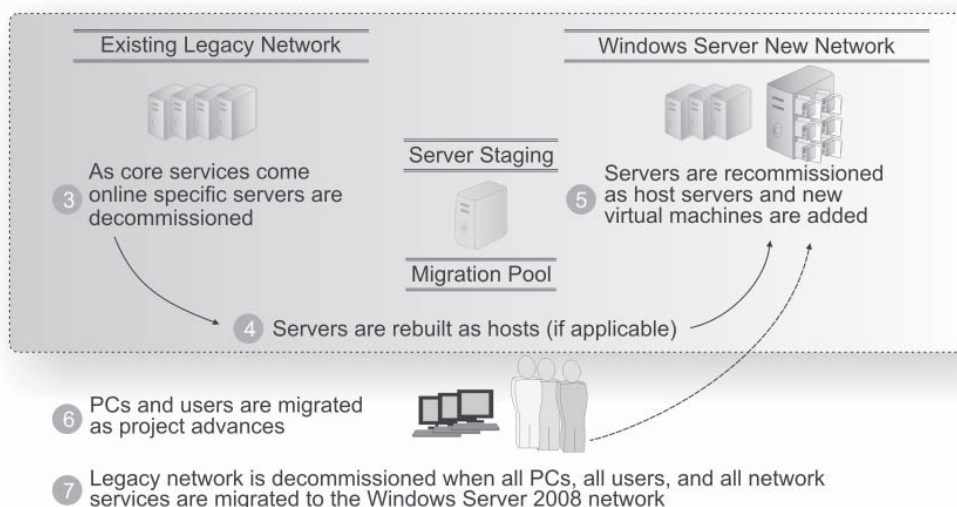 Existing Legacy Network
Windows Server New Network
3
As core services come
online specific servers are
decommissioned
Server Staging
Migration Pool
5
Servers are recommissioned
as host servers and new
virtual machines are added
4
Servers are rebuilt as hosts (if applicable)
6
PCs and users are migrated
as project advances
7
Legacy network is decommissioned when all PCs, all users, and all network
services are migrated to the Windows Server 2008 network